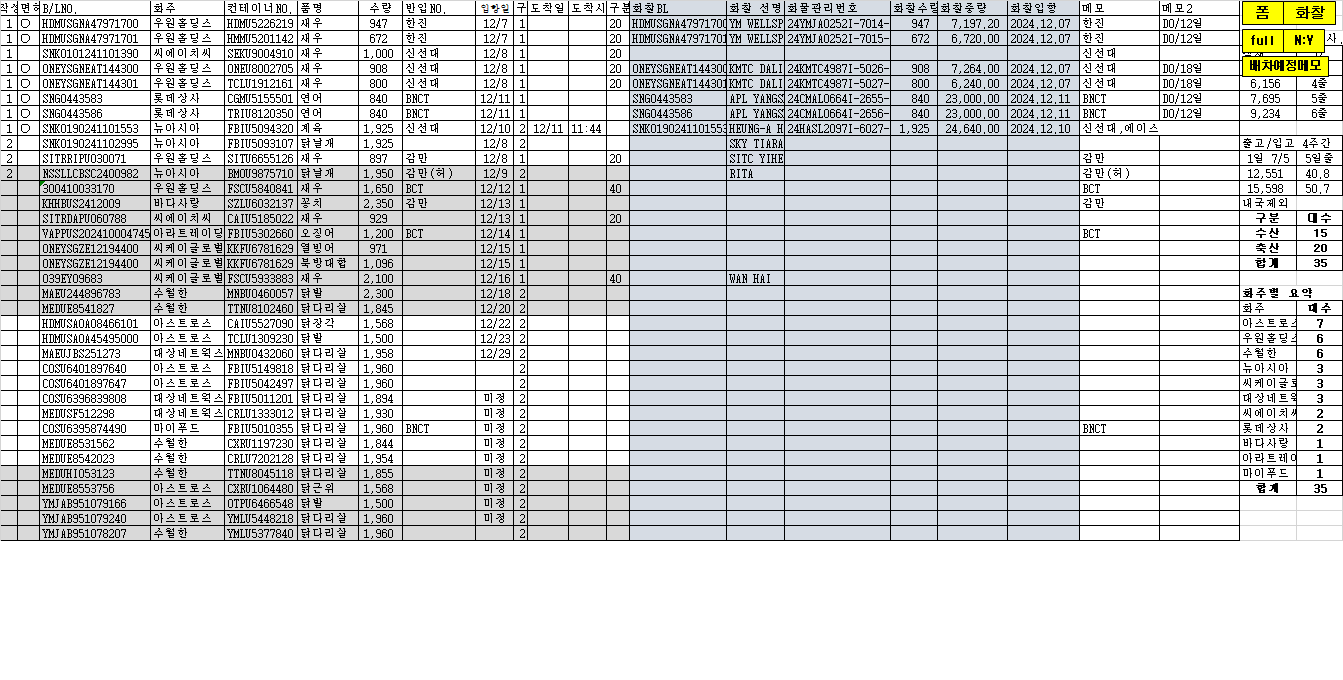 작성 면허 B/LNO. 화주 컨테이너NO. 품명 수량 반입NO. 입항일 구 도착일 도착시 구분 화찰BL 화찰 선명 화물관리번호 화찰수량 화찰중량 화찰입항 메모 메모2 폼 화찰
1 O HDMUSGNA47971700 우원홀딩스 HDMU5226219 새우 947 한진 12/7 1 20 HDMUSGNA47971700 YM WELLSP 24YMJA0252I-7014- 947 7,197.20 2024.12.07 한진 DO/12일
1 O HDMUSGNA47971701 우원홀딩스 HMMU5201142 새우 672 한진 12/7 1 20 HDMUSGNA47971701 YM WELLSP 24YMJA0252I-7015- 672 6,720.00 2024.12.07 한진 DO/12일 full N:Y 사.
1 SNKO101241101390 씨에이치씨 SEKU9004910 새우 1,000 신선대 12/8 1 20 신선대
1 O ONEYSGNEAT144300 우원홀딩스 ONEU8002705 새우 908 신선대 12/8 1 20 ONEYSGNEAT144300 KMTC DALI 24KMTC4987I-5026- 908 7,264.00 2024.12.07 신선대 DO/18일 배차예정메모
1 O ONEYSGNEAT144301 우원홀딩스 TCLU1912161 새우 800 신선대 12/8 1 20 ONEYSGNEAT144301 KMTC DALI 24KMTC4987I-5027- 800 6,240.00 2024.12.07 신선대 DO/18일 6,156 4줄
1 O SNG0443583 롯데상사 CGMU5155501 연어 840 BNCT 12/11 1 SNG0443583 APL YANGS 24CMAL0664I-2655- 840 23,000.00 2024.12.11 BNCT DO/12일 7,695 5줄
1 O SNG0443586 롯데상사 TRIU8120350 연어 840 BNCT 12/11 1 SNG0443586 APL YANGS 24CMAL0664I-2656- 840 23,000.00 2024.12.11 BNCT DO/12일 9,234 6줄
1 O SNKO190241101553 뉴아시아 FBIU5094320 계육 1,925 신선대 12/10 2 12/11 11:44 SNKO190241101553 HEUNG-A H 24HASL2097I-6027- 1,925 24,640.00 2024.12.10 신선대,에이스
2 SNKO190241102995 뉴아시아 FBIU5093107 닭날개 1,925 12/8 2 SKY TIARA 출고/입고 4주간
2 SITRRIPU030071 우원홀딩스 SITU6655126 새우 897 감만 12/8 1 20 SITC YIHE 감만 1일 7/5 5일줄
2 NSSLLCBSC2400982 뉴아시아 BMOU9875710 닭날개 1,950 감만(허) 12/9 2 RITA 감만(허) 12,551 40.8
300410033170 우원홀딩스 FSCU5840841 새우 1,650 BCT 12/12 1 40 BCT 15,598 50.7
KHHBUS2412009 바다사랑 SZLU6032137 꽁치 2,350 감만 12/13 1 감만 내국제외
SITRDAPU060788 씨에이치씨 CAIU5185022 새우 929 12/13 1 20 구분 대수
VAPPUS202410004745 아라트레이딩 FBIU5302660 오징어 1,200 BCT 12/14 1 BCT 수산 15
ONEYSGZE12194400 씨케이글로벌 KKFU6781629 열빙어 971 12/15 1 축산 20
ONEYSGZE12194400 씨케이글로벌 KKFU6781629 북방대합 1,096 12/15 1 합계 35
039EY09683 씨케이글로벌 FSCU5933883 새우 2,100 12/16 1 40 WAN HAI
MAEU244896783 수월한 MNBU0460057 닭발 2,300 12/18 2 화주별 요약
MEDUE8541827 수월한 TTNU8102460 닭다리살 1,845 12/20 2 화주 대수
HDMUSAOA08466101 아스트로스 CAIU5527090 닭장각 1,568 12/22 2 아스트로스 7
HDMUSAOA45495000 아스트로스 TCLU1309230 닭발 1,500 12/23 2 우원홀딩스 6
MAEUJBS251273 대상네트웍스 MNBU0432060 닭다리살 1,958 12/29 2 수월한 6
COSU6401897640 아스트로스 FBIU5149818 닭다리살 1,960 2 뉴아시아 3
COSU6401897647 아스트로스 FBIU5042497 닭다리살 1,960 2 씨케이글로 3
COSU6396839808 대상네트웍스 FBIU5011201 닭다리살 1,894 미정 2 대상네트웍 3
MEDUSF512298 대상네트웍스 CRLU1333012 닭다리살 1,930 미정 2 씨에이치씨 2
COSU6395874490 마이푸드 FBIU5010355 닭다리살 1,960 BNCT 미정 2 BNCT 롯데상사 2
MEDUE8531562 수월한 CXRU1197230 닭다리살 1,844 미정 2 바다사랑 1
MEDUE8542023 수월한 CRLU7202128 닭다리살 1,954 미정 2 아라트레이 1
MEDUHI053123 수월한 TTNU8045118 닭다리살 1,855 미정 2 마이푸드 1
MEDUE8553756 아스트로스 CXRU1064480 닭근위 1,568 미정 2 합계 35
YMJAB951079166 아스트로스 OTPU6466548 닭발 1,500 미정 2
YMJAB951079240 아스트로스 YMLU5448218 닭다리살 1,960 미정 2
YMJAB951078207 수월한 YMLU5377840 닭다리살 1,960 2